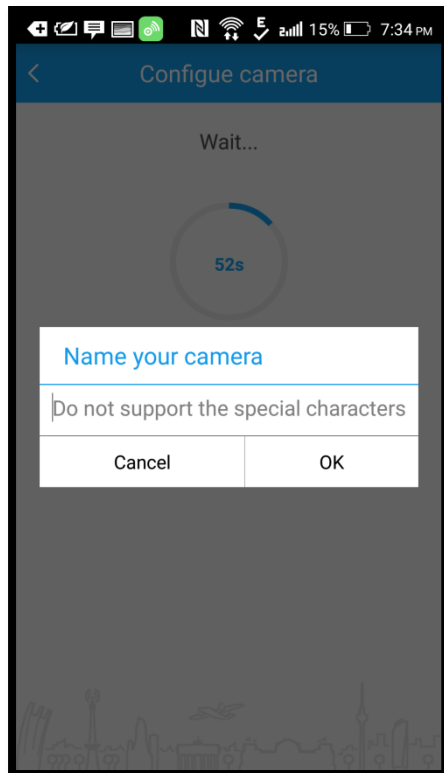 15% 7:34 PM
Configue camera
Wait...
52s
Name your camera
Do not support the special characters
Cancel
OK